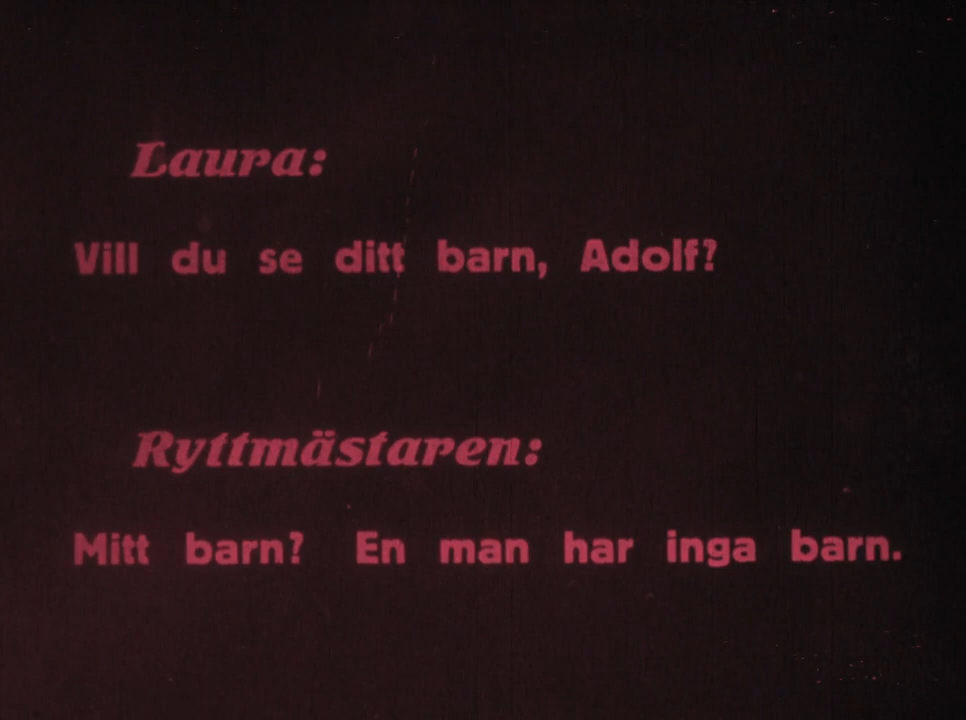 Laura:
Vill du se ditt barn, Adolf?
Ryttmästaren:
Mitt barn? En man har inga barn.